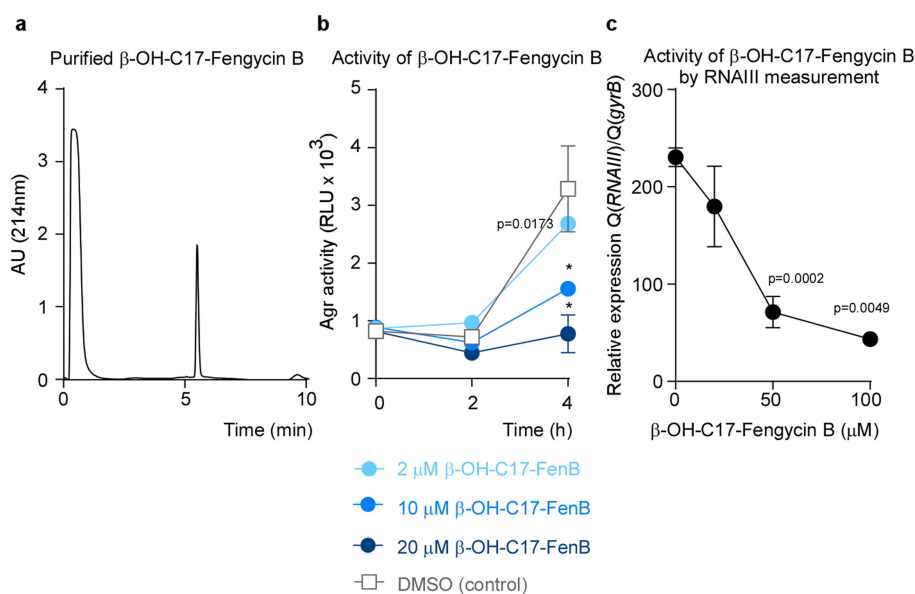 a
Purified β-OH-C17-Fengycin B
4
3
2
1
0
AU (214nm)
0
5
10
Time (min)
b
Activity of β-OH-C17-Fengycin B
5
4
3
2
1
0
Agr activity (RLU x 10³)
p=0.0173
*
*
0
2
4
Time (h)
2 μM β-OH-C17-FenB
10 μM β-OH-C17-FenB
20 μM β-OH-C17-FenB
DMSO (control)
c
Activity of β-OH-C17-Fengycin B
by RNAIII measurement
300
200
100
0
Relative expression Q(RNAIII)/Q(gyrB)
p=0.0002
p=0.0049
0
50
100
β-OH-C17-Fengycin B (μM)